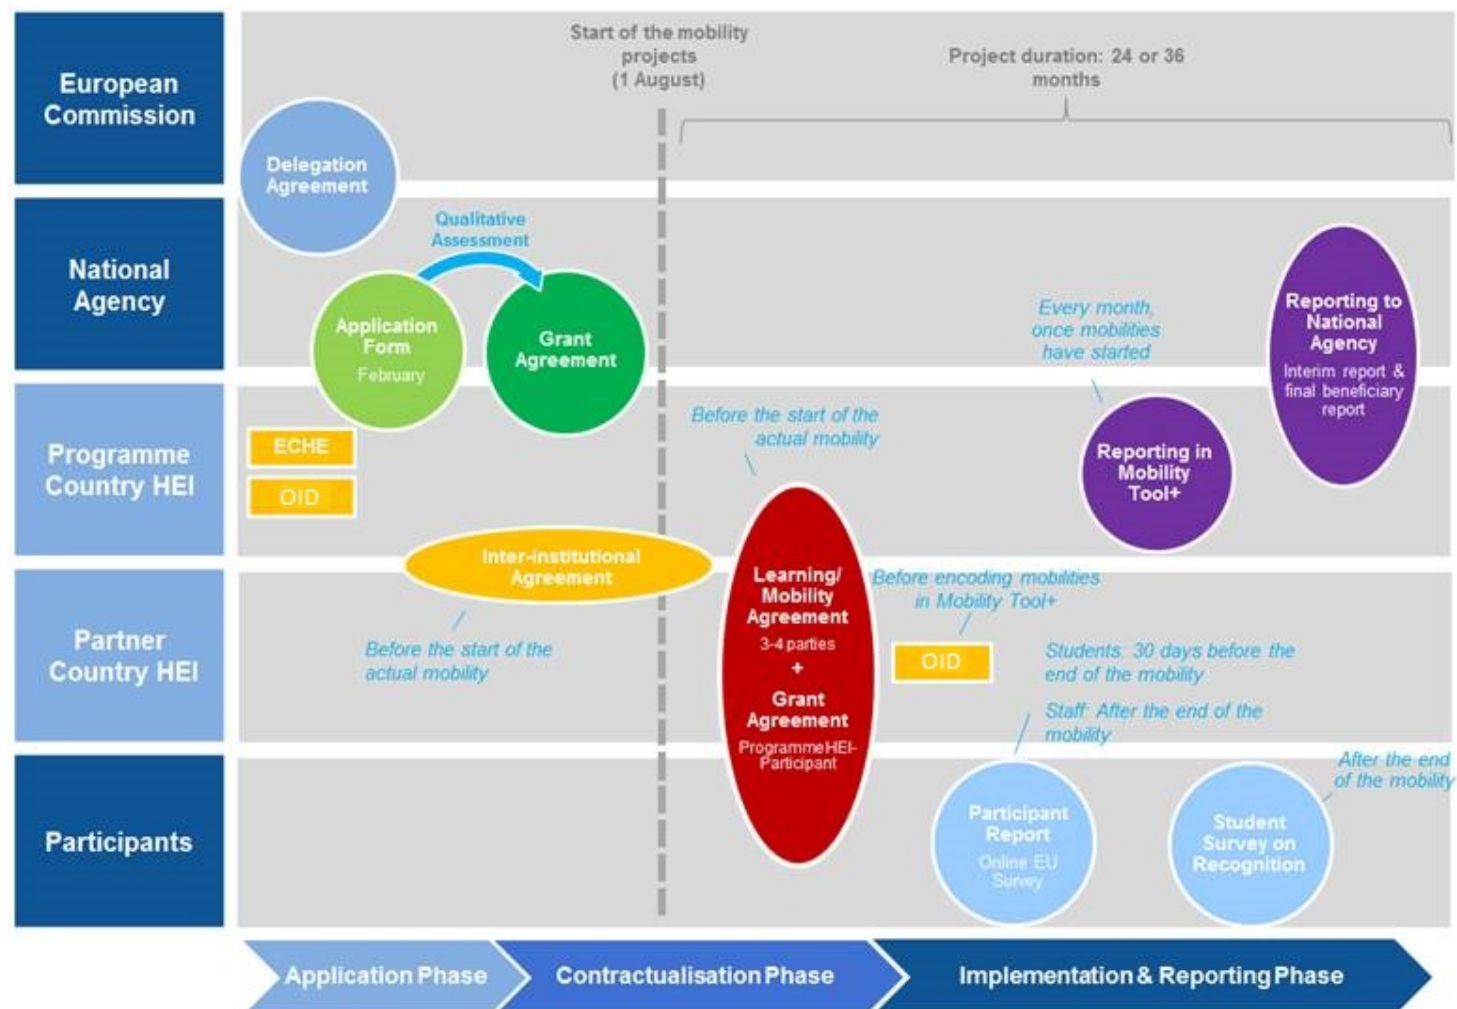 European
Commission
Start of the mobility
projects
(1 August)
Project duration: 24 or 36
months
Delegation
Agreement
National
Agency
Qualitative
Assessment
Application
Form
February
Grant
Agreement
Every month,
once mobilities
have started
Reporting to
National
Agency
Interim report &
final beneficiary
report
Programme
Country HEI
ECHE
OID
Before the start of the
actual mobility
Reporting in
Mobility
Tool+
Inter-institutional
Agreement
Partner
Country HEI
Before the start of the
actual mobility
Learning/
Mobility
Agreement
3-4 parties
+
Grant
Agreement
ProgrammeHEI-
Participant
Before encoding mobilities
in Mobility Tool+
OID
Students: 30 days before the
end of the mobility
Staff: After the end of the
mobility
Participants
Participant
Report
Online EU
Survey
Student
Survey on
Recognition
After the end
of the mobility
Application Phase
Contractualisation Phase
Implementation & Reporting Phase